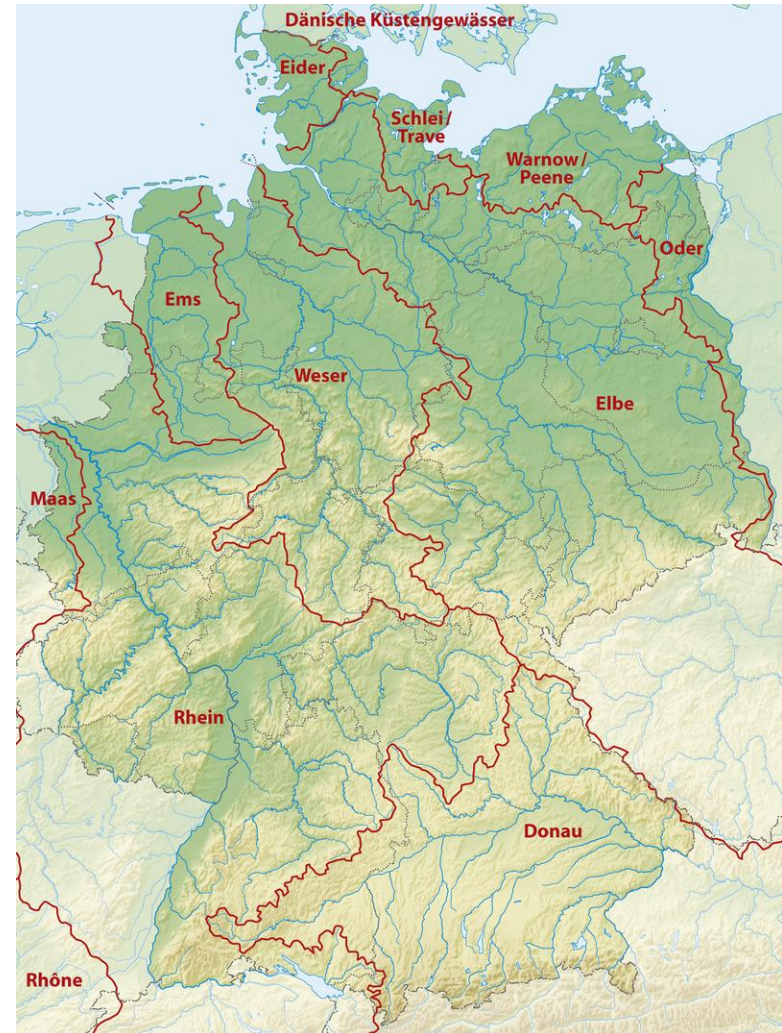 Dänische Küstengewässer
Eider
Schlei/
Trave
Warnow/
Peene
Oder
Ems
Weser
Elbe
Maas
Rhein
Donau
Rhône